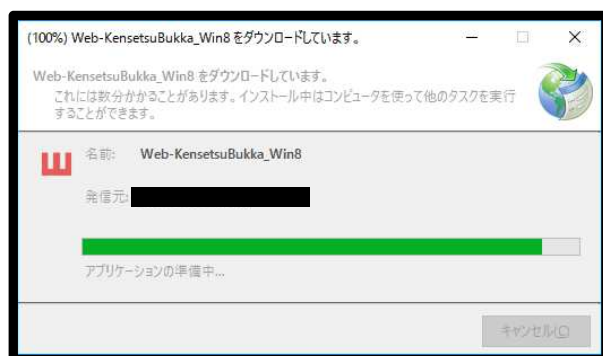 (100%) Web-KensetsuBukka_Win8 をダウンロードしています。
Web-KensetsuBukka_Win8 をダウンロードしています。
これには数分かかることがあります。インストール中はコンピュータを使って他のタスクを実行
することができます。
名前: Web-KensetsuBukka_Win8
発信元:
アプリケーションの準備中...
キャンセル(C)